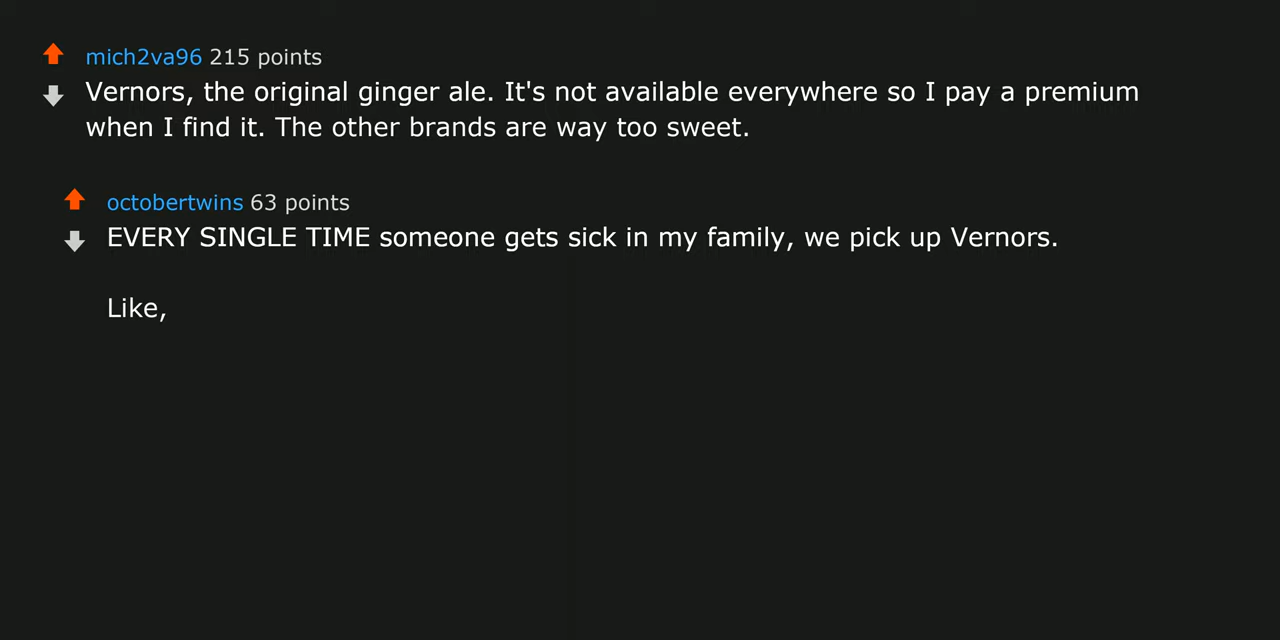 mich2va96 215 points
Vernors, the original ginger ale. It's not available everywhere so I pay a premium
when I find it. The other brands are way too sweet.
octobertwins 63 points
EVERY SINGLE TIME someone gets sick in my family, we pick up Vernors.
Like,